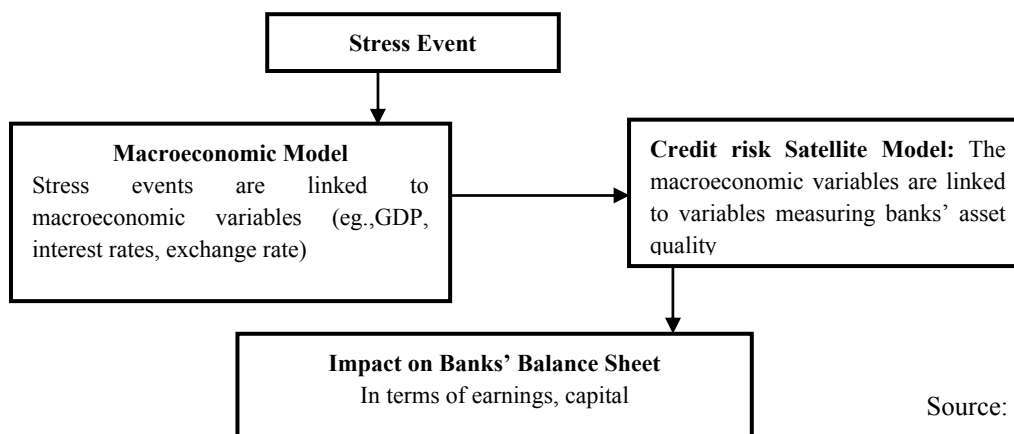 Stress Event
Macroeconomic Model
Stress events are linked to
macroeconomic variables (eg.,GDP,
interest rates, exchange rate)
Credit risk Satellite Model: The
macroeconomic variables are linked
to variables measuring banks’ asset
quality
Impact on Banks’ Balance Sheet
In terms of earnings, capital
Source: